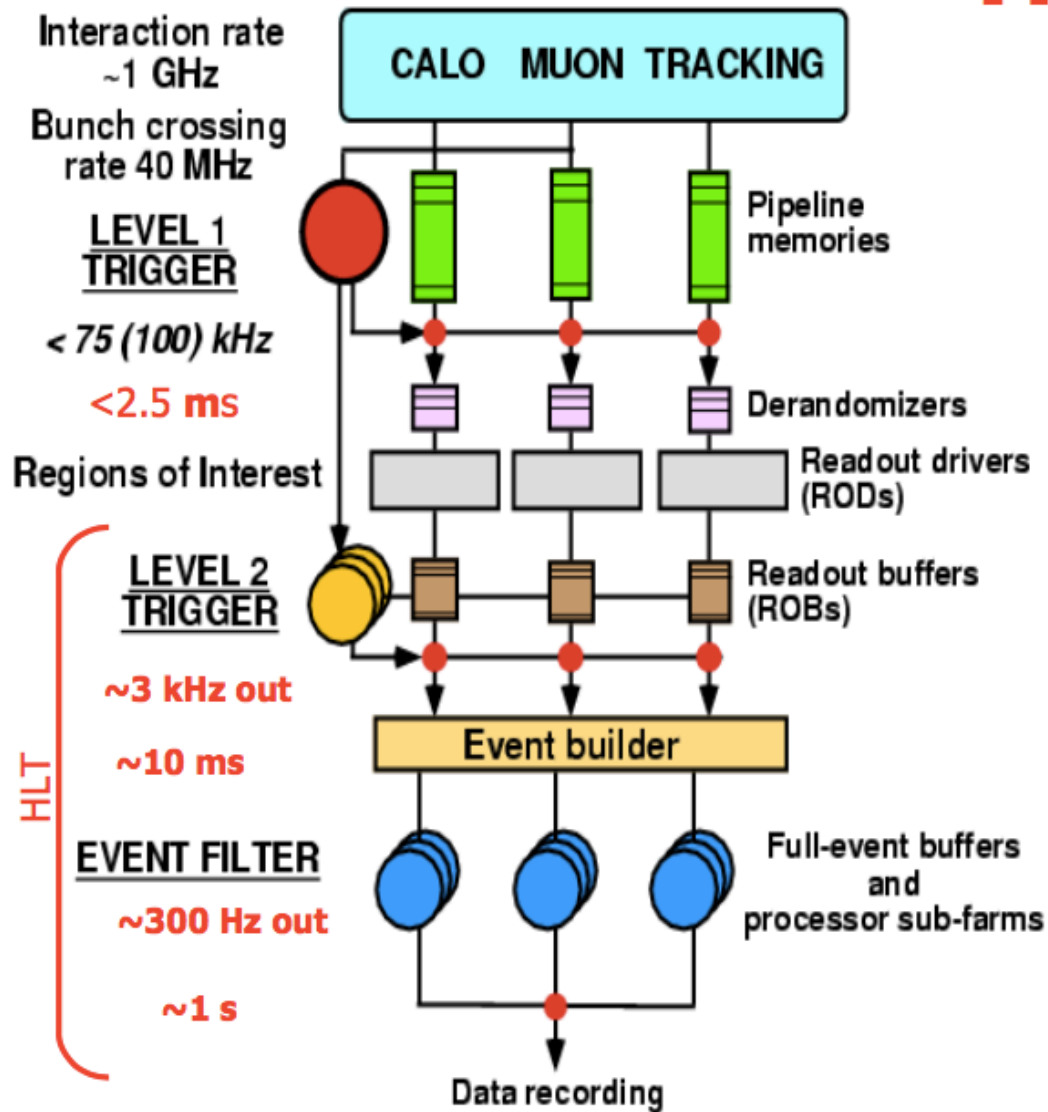 Interaction rate
~1 GHz
Bunch crossing
rate 40 MHz
CALO MUON TRACKING
LEVEL 1
TRIGGER
Pipeline
memories
< 75 (100) kHz
<2.5 ms
Derandomizers
Regions of Interest
Readout drivers
(RODs)
HLT
LEVEL 2
TRIGGER
Readout buffers
(ROBs)
~3 kHz out
~10 ms
Event builder
EVENT FILTER
~300 Hz out
~1 s
Full-event buffers
and
processor sub-farms
Data recording